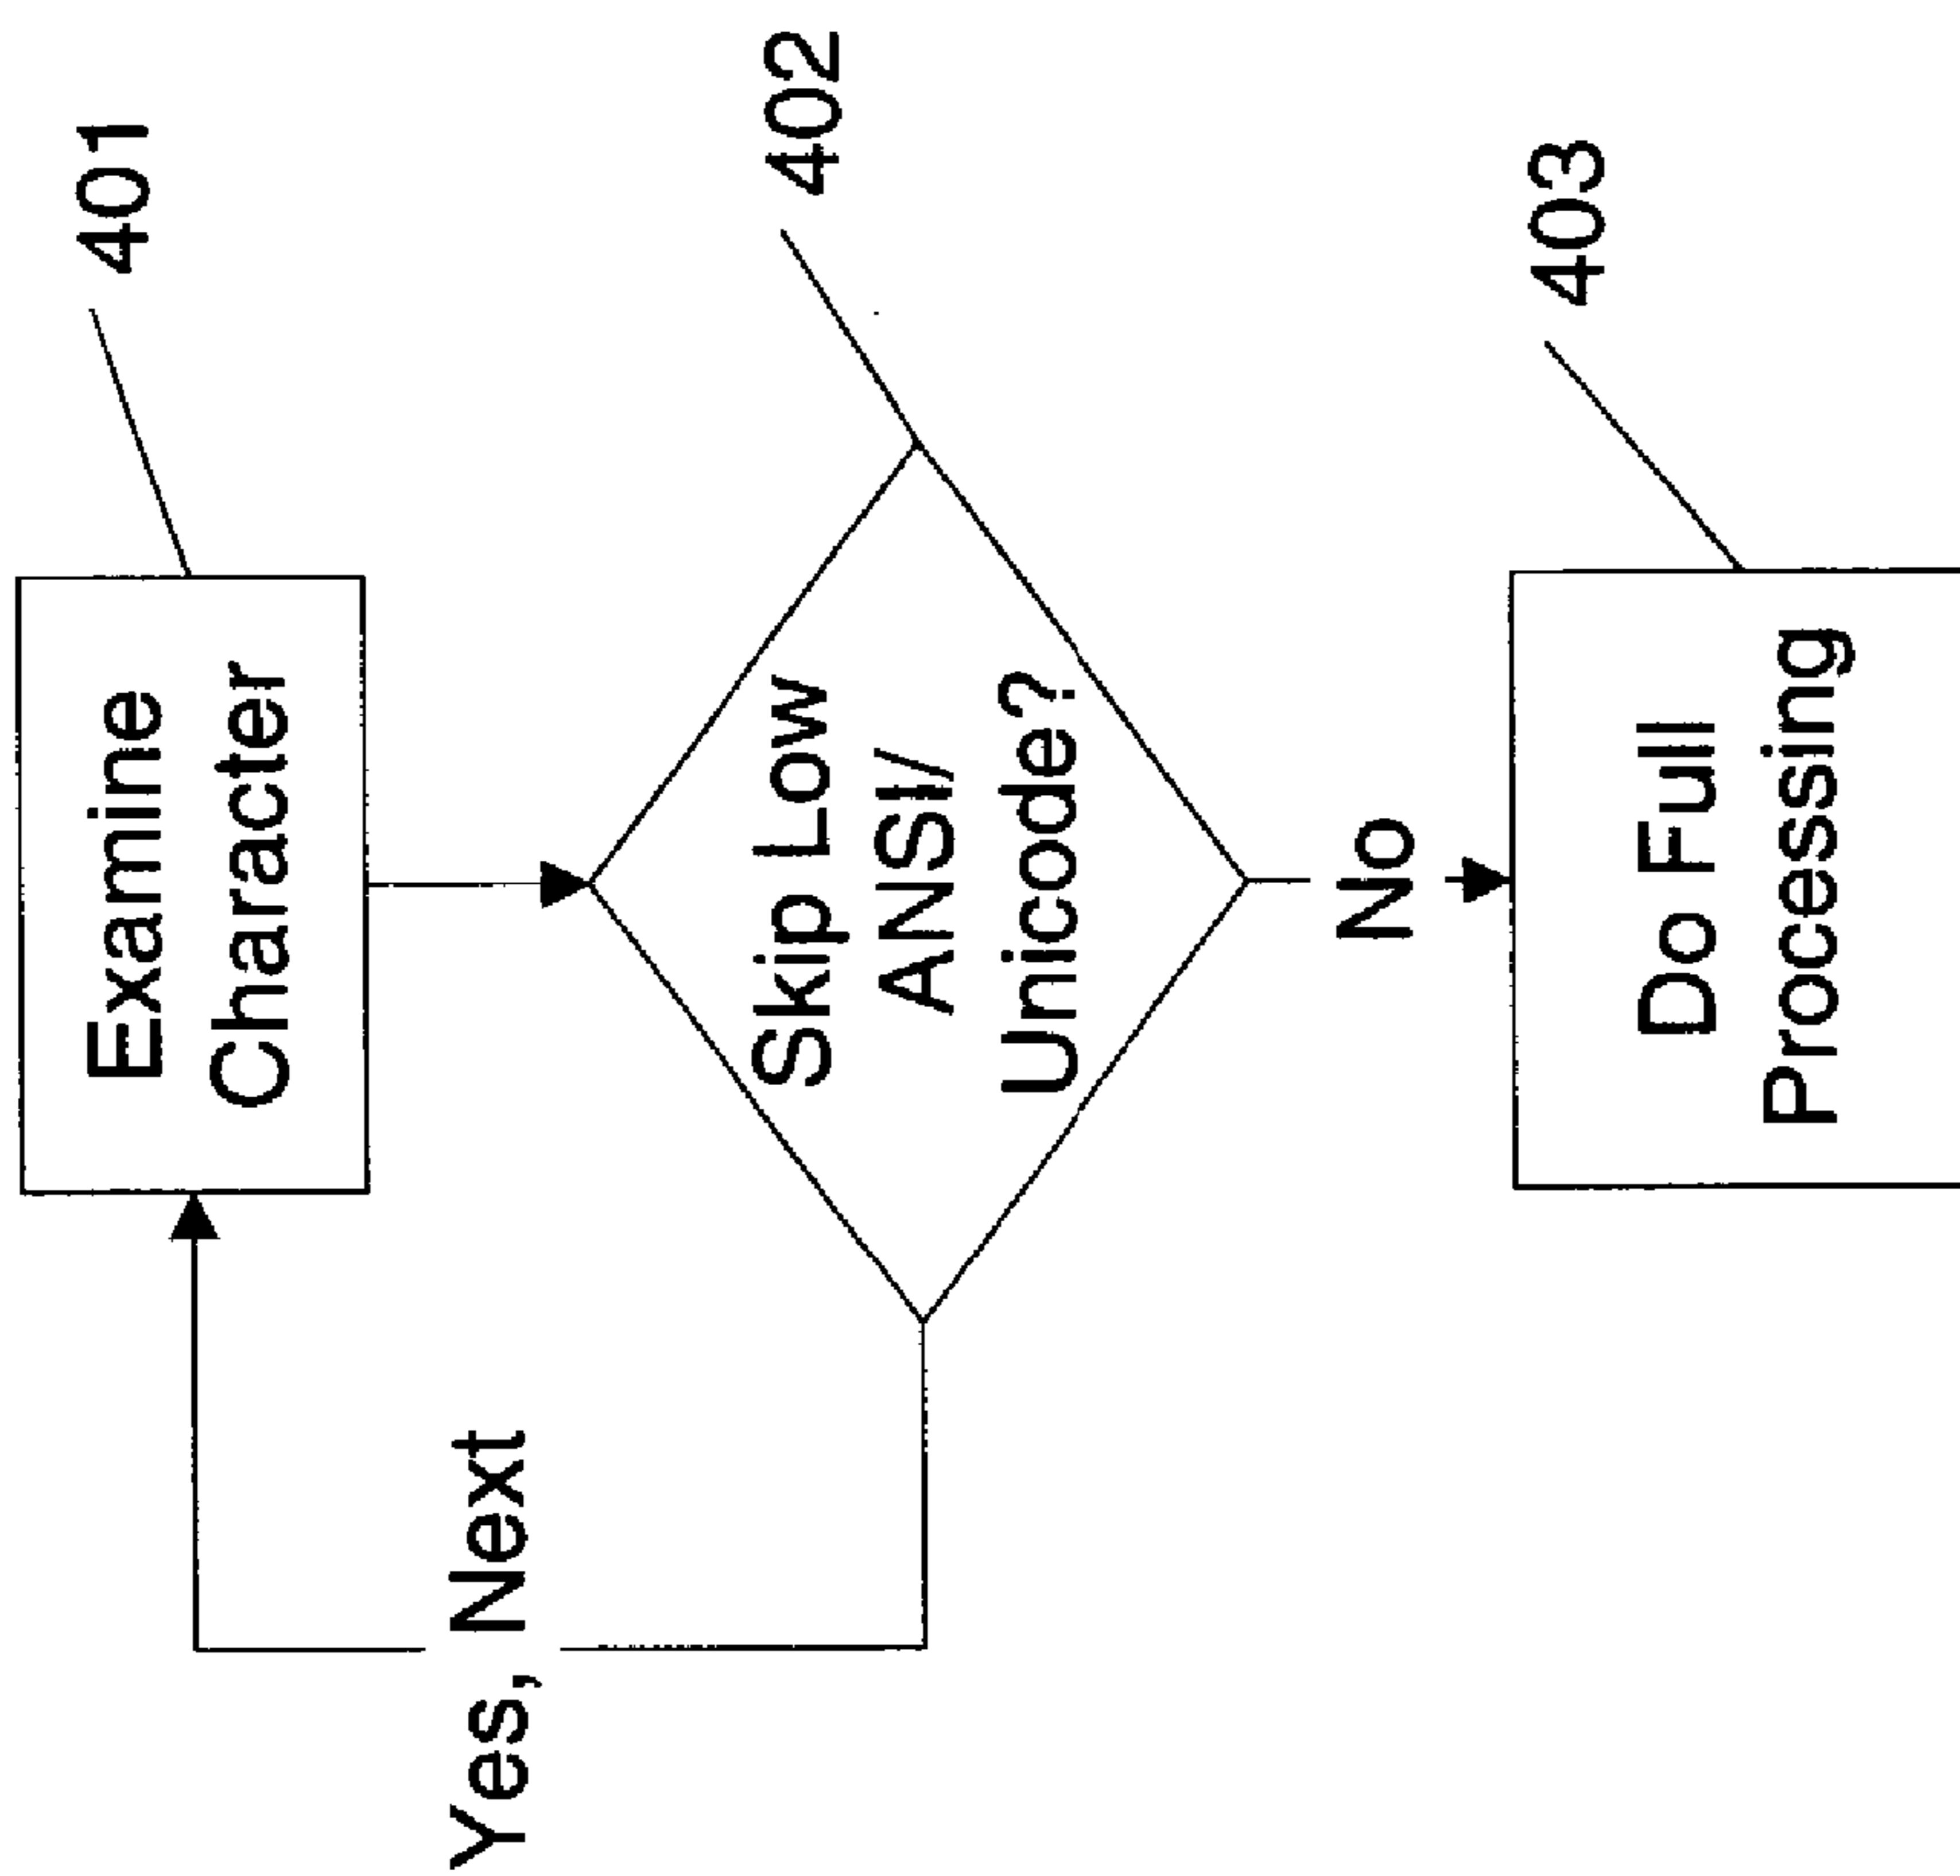 Examine
Character
401
Skip Low
ANSI/
Unicode?
402
Yes, Next
No
Do Full
Processing
403